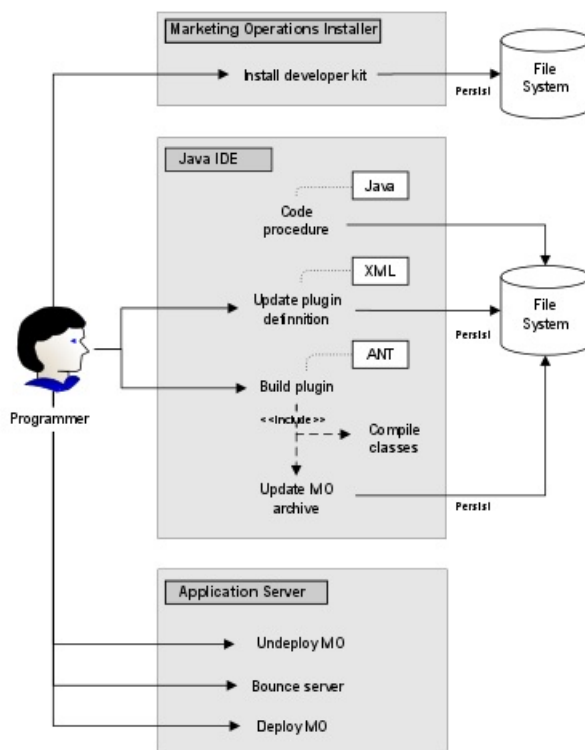 Marketing Operations Installer
Install developer kit
Persist
File
System
Java IDE
Java
Code
procedure
XML
Update plugin
definnition
Persist
File
System
ANT
Build plugin
<<Include>>
Compile
classes
Update MO
archive
Persist
Programmer
Application Server
Undeploy MO
Bounce server
Deploy MO